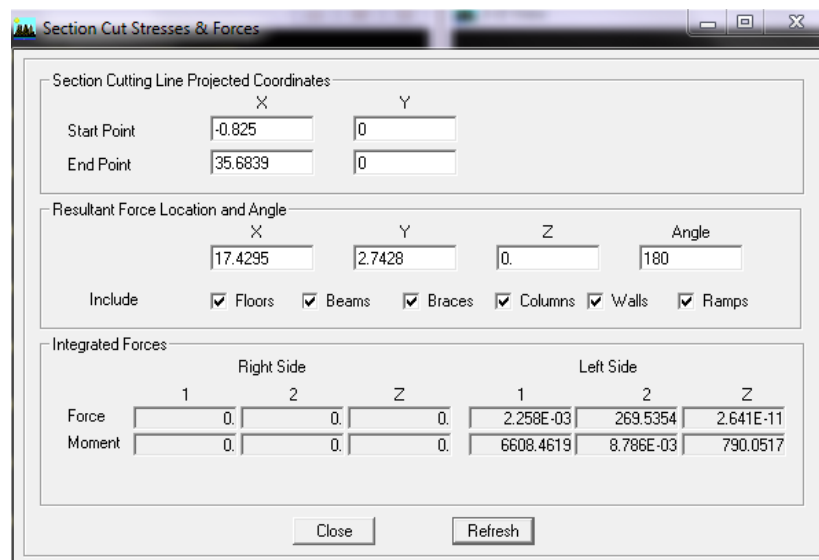 Section Cut Stresses & Forces
Section Cutting Line Projected Coordinates
X Y
Start Point -0.825 0
End Point 35.6839 0
Resultant Force Location and Angle
X Y Z Angle
17.4295 2.7428 0. 180
Include Floors Beams Braces Columns Walls Ramps
Integrated Forces
Right Side Left Side
1 2 Z 1 2 Z
Force 0. 0. 0. 2.258E-03 269.5354 2.641E-11
Moment 0. 0. 0. 6608.4619 8.786E-03 790.0517
Close Refresh